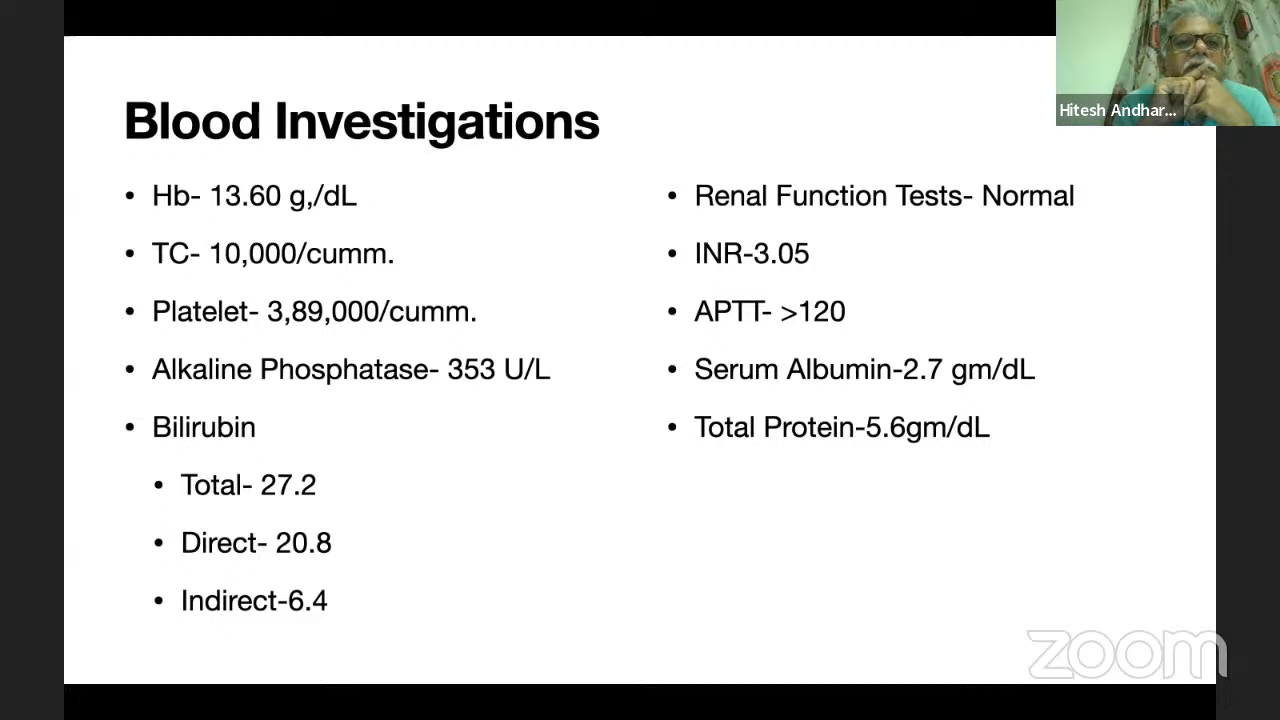 Blood Investigations
• Hb- 13.60 g,/dL
• TC- 10,000/cumm.
• Platelet- 3,89,000/cumm.
• Alkaline Phosphatase- 353 U/L
• Bilirubin
• Total- 27.2
• Direct- 20.8
• Indirect-6.4
• Renal Function Tests- Normal
• INR-3.05
• APTT- >120
• Serum Albumin-2.7 gm/dL
• Total Protein-5.6gm/dL
Hitesh Andhar...
zoom